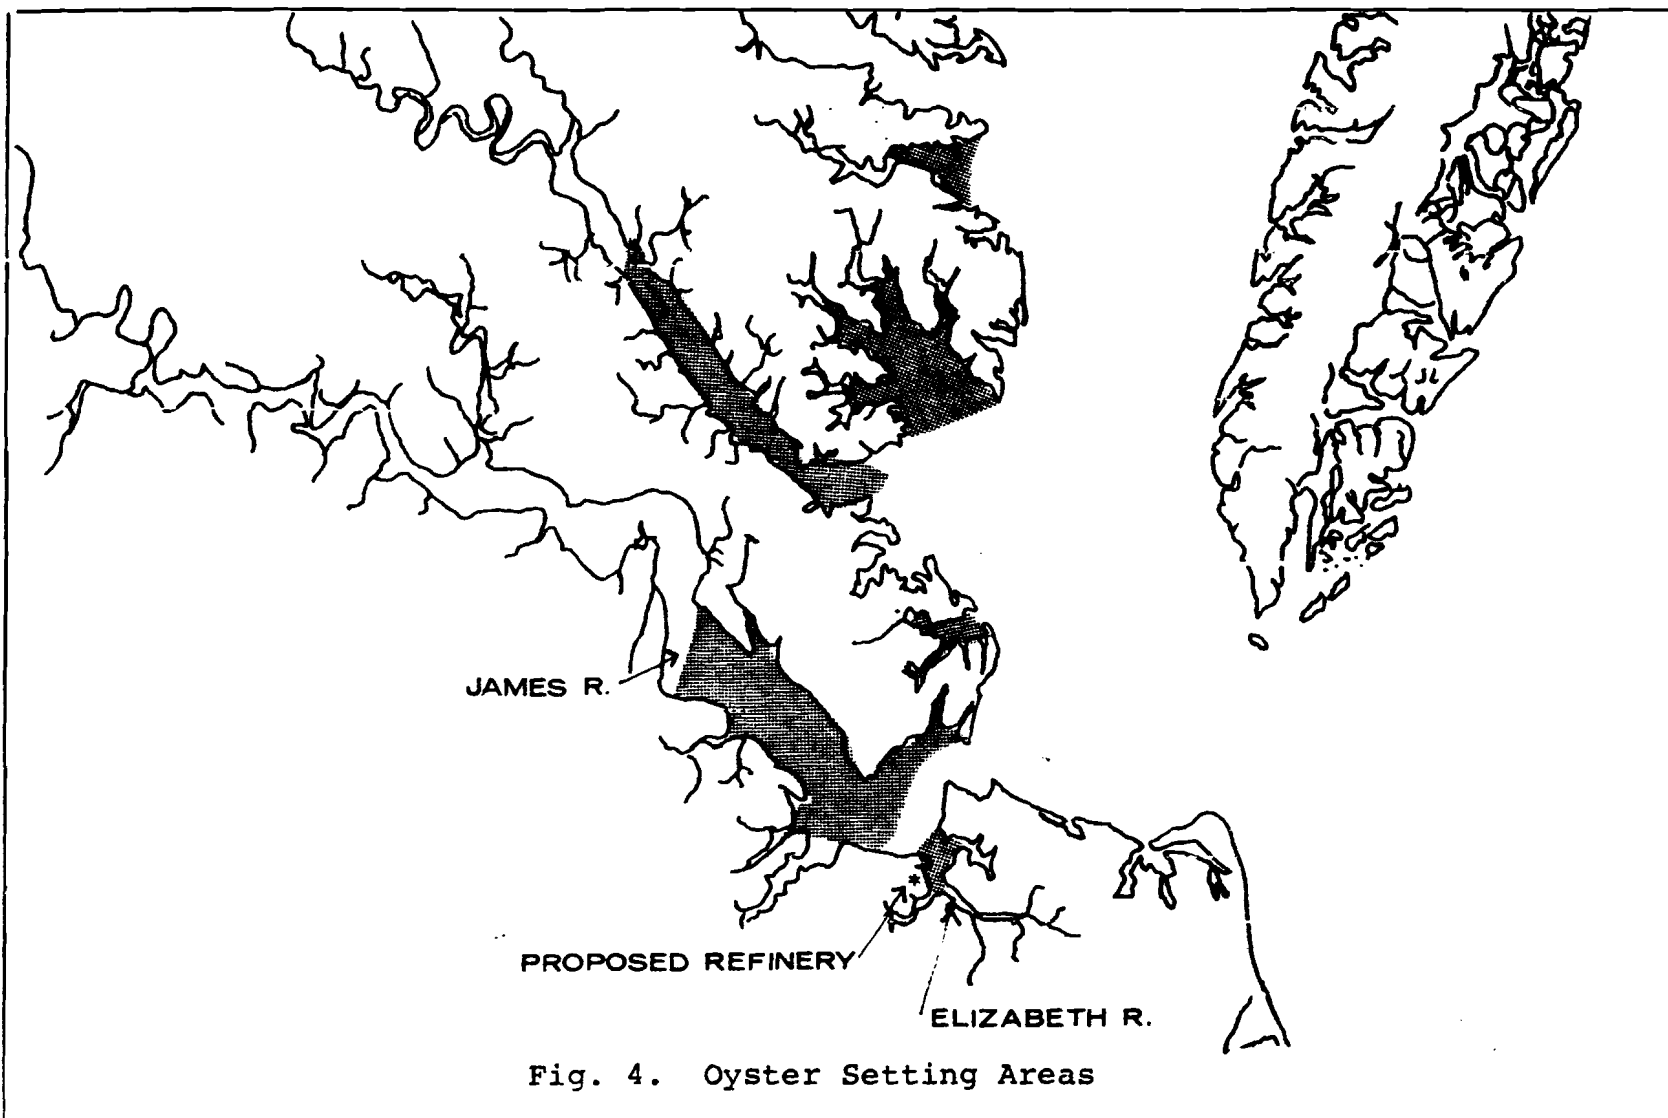 JAMES R.
*
PROPOSED REFINERY
ELIZABETH R.
Fig. 4. Oyster Setting Areas